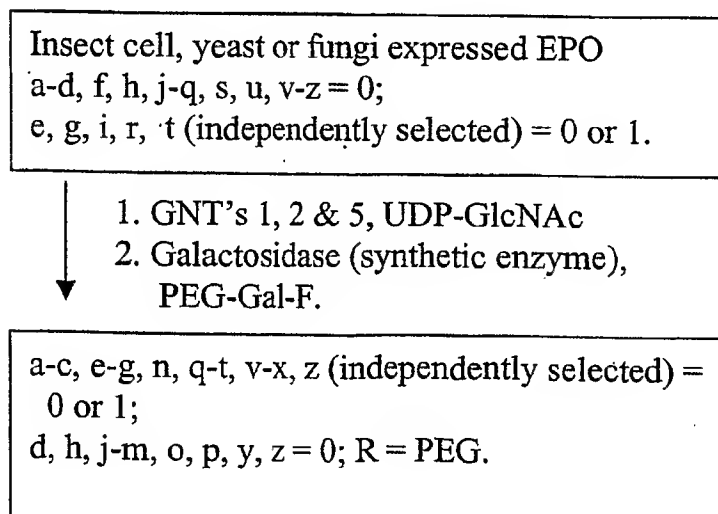 Insect cell, yeast or fungi expressed EPO
a-d, f, h, j-q, s, u, v-z = 0;
e, g, i, r, t (independently selected) = 0 or 1.
1. GNT's 1, 2 & 5, UDP-GlcNAc
2. Galactosidase (synthetic enzyme),
PEG-Gal-F.
a-c, e-g, n, q-t, v-x, z (independently selected) =
0 or 1;
d, h, j-m, o, p, y, z = 0; R = PEG.